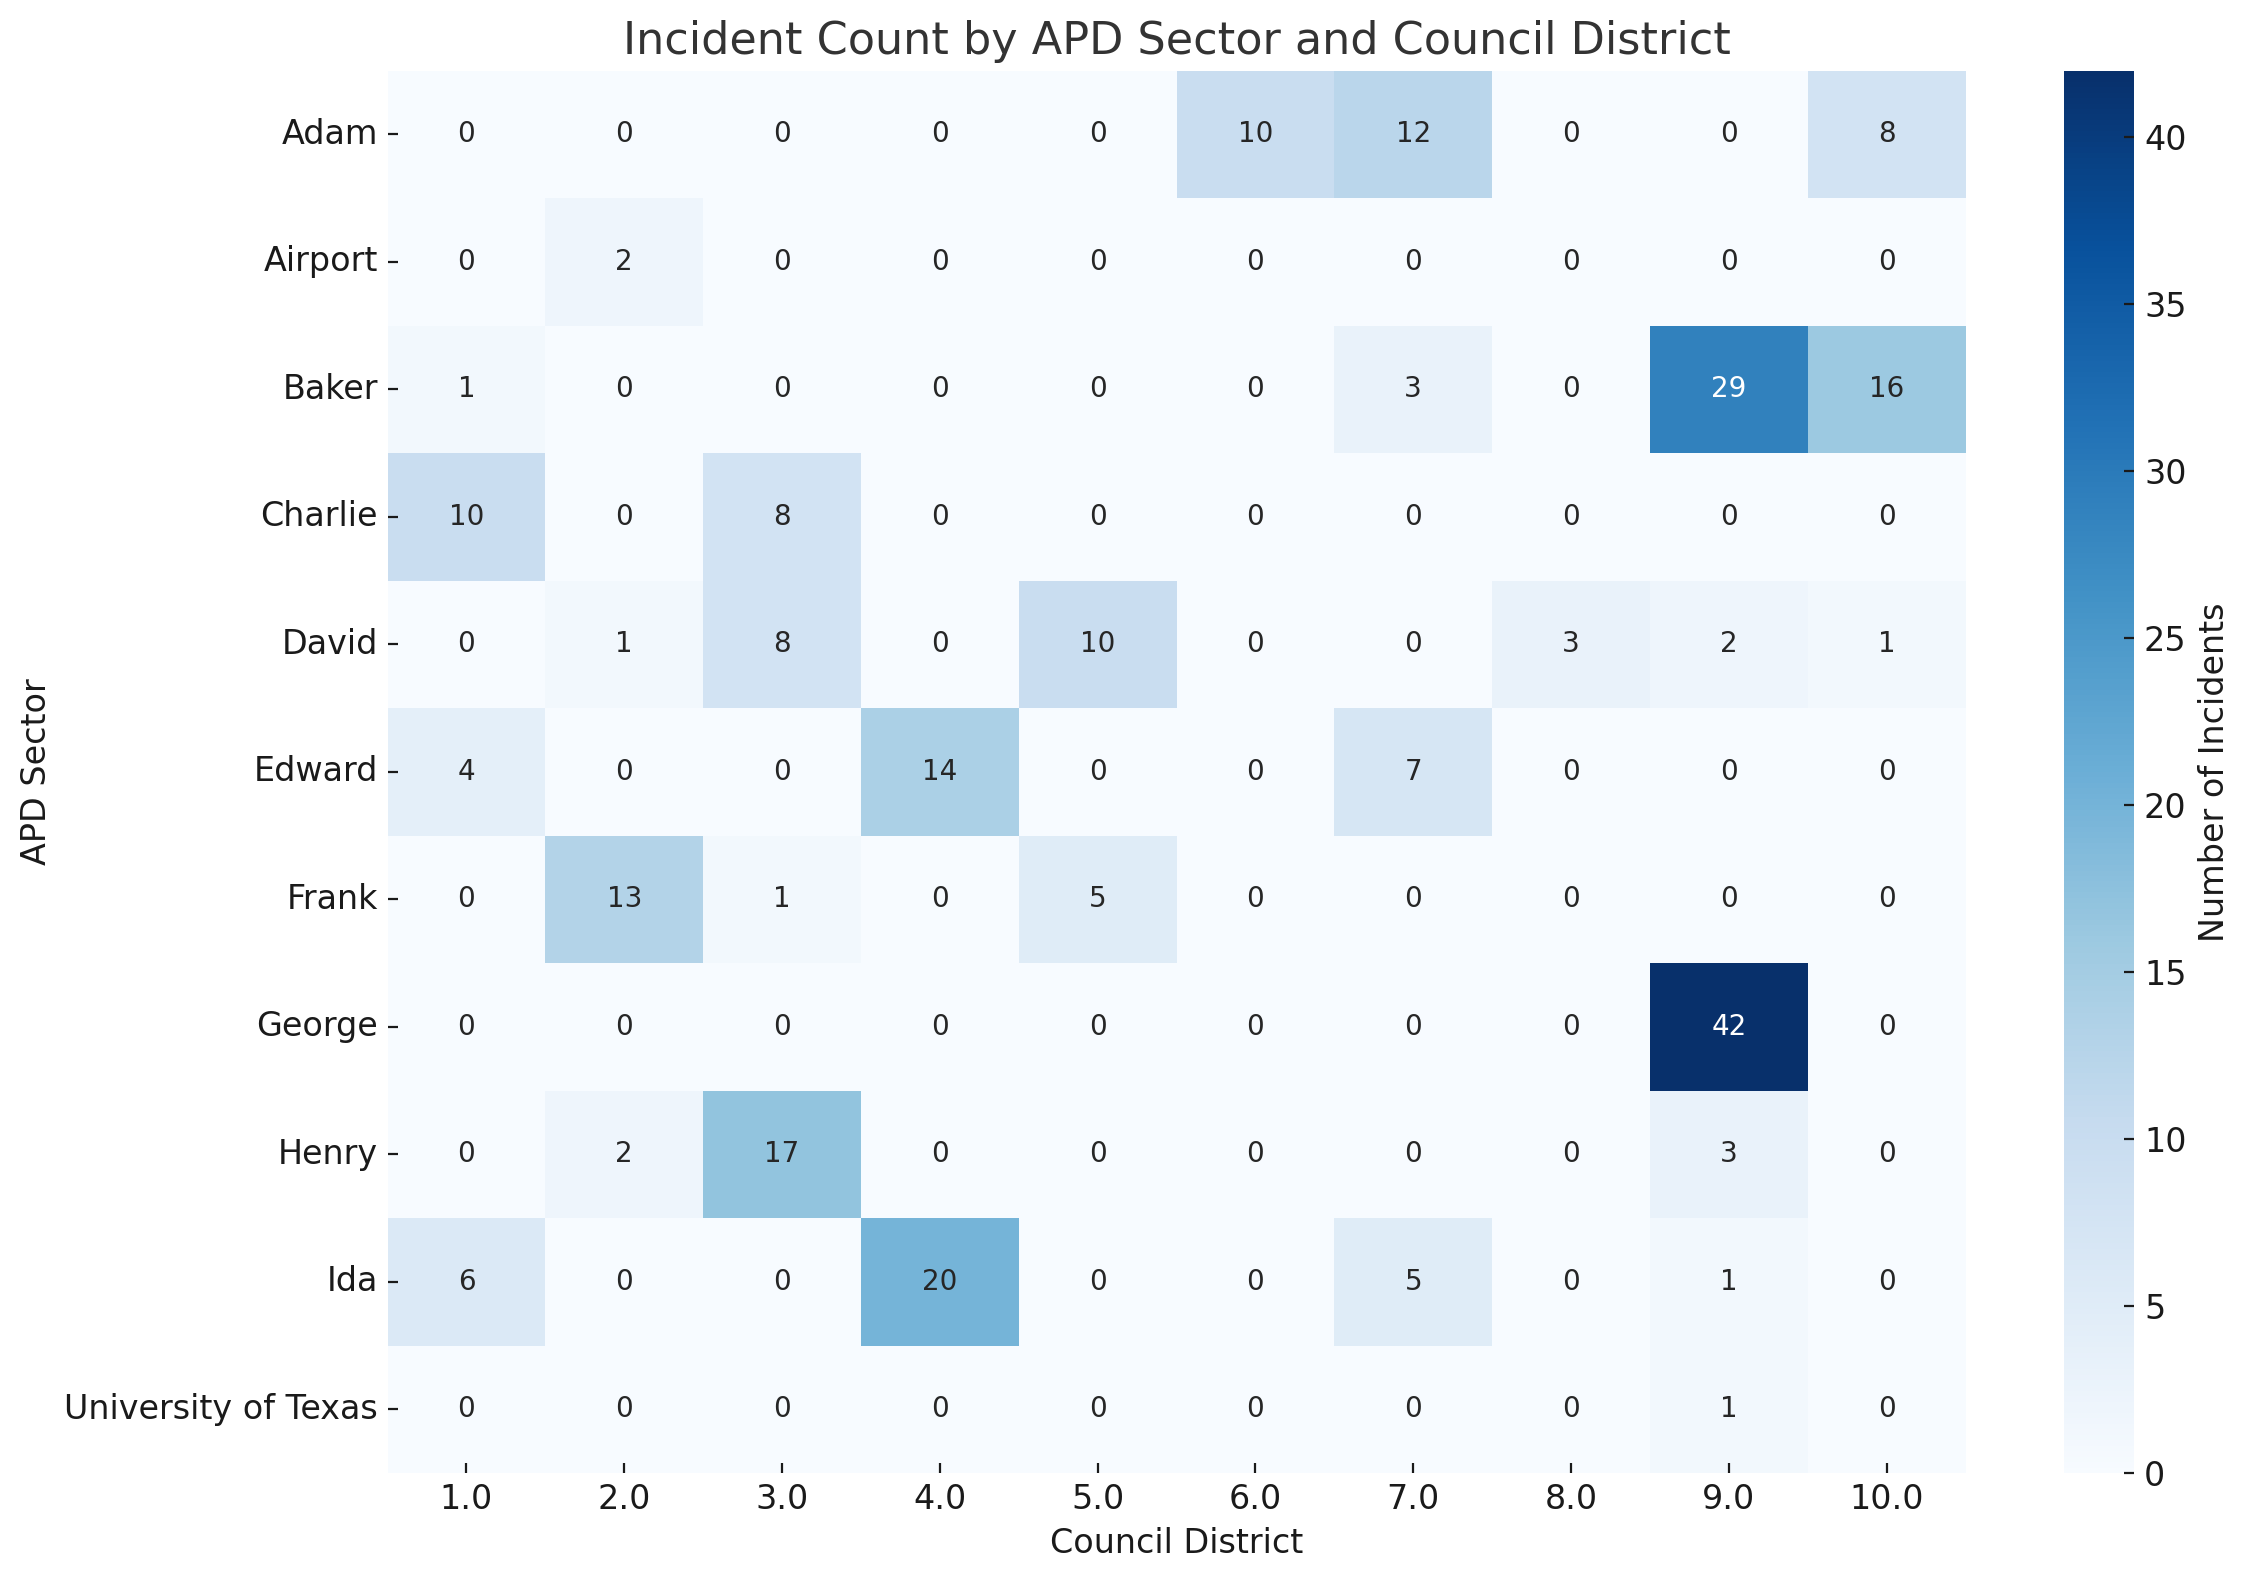 Incident Count by APD Sector and Council District
Adam 0 0 0 0 0 10 12 0 0 8
Airport 0 2 0 0 0 0 0 0 0 0
Baker 1 0 0 0 0 0 3 0 29 16
Charlie 10 0 8 0 0 0 0 0 0 0
David 0 1 8 0 10 0 0 3 2 1
Edward 4 0 0 14 0 0 7 0 0 0
Frank 0 13 1 0 5 0 0 0 0 0
George 0 0 0 0 0 0 0 0 42 0
Henry 0 2 17 0 0 0 0 0 3 0
Ida 6 0 0 20 0 0 5 0 1 0
University of Texas 0 0 0 0 0 0 0 0 1 0
1.0 2.0 3.0 4.0 5.0 6.0 7.0 8.0 9.0 10.0
Council District
APD Sector
40
35
30
25
20
15
10
5
0
Number of Incidents